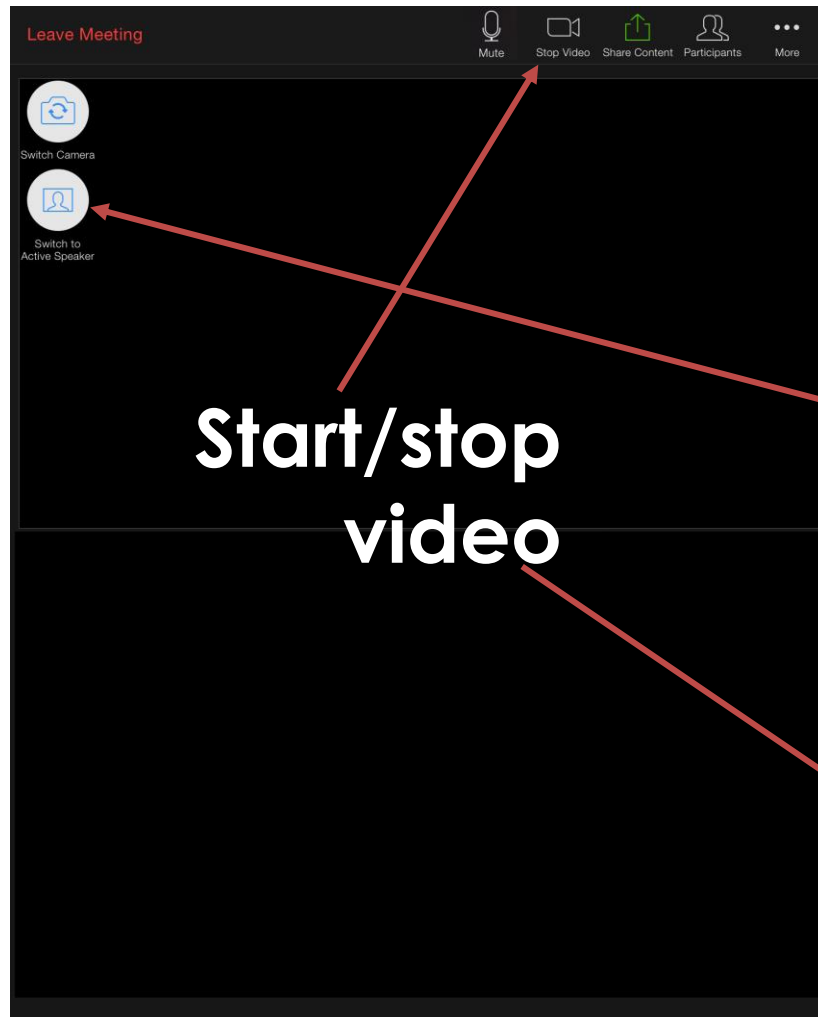 Leave Meeting
Mute
Stop Video
Share Content
Participants
More
Switch Camera
Switch to
Active Speaker
Start/stop
video